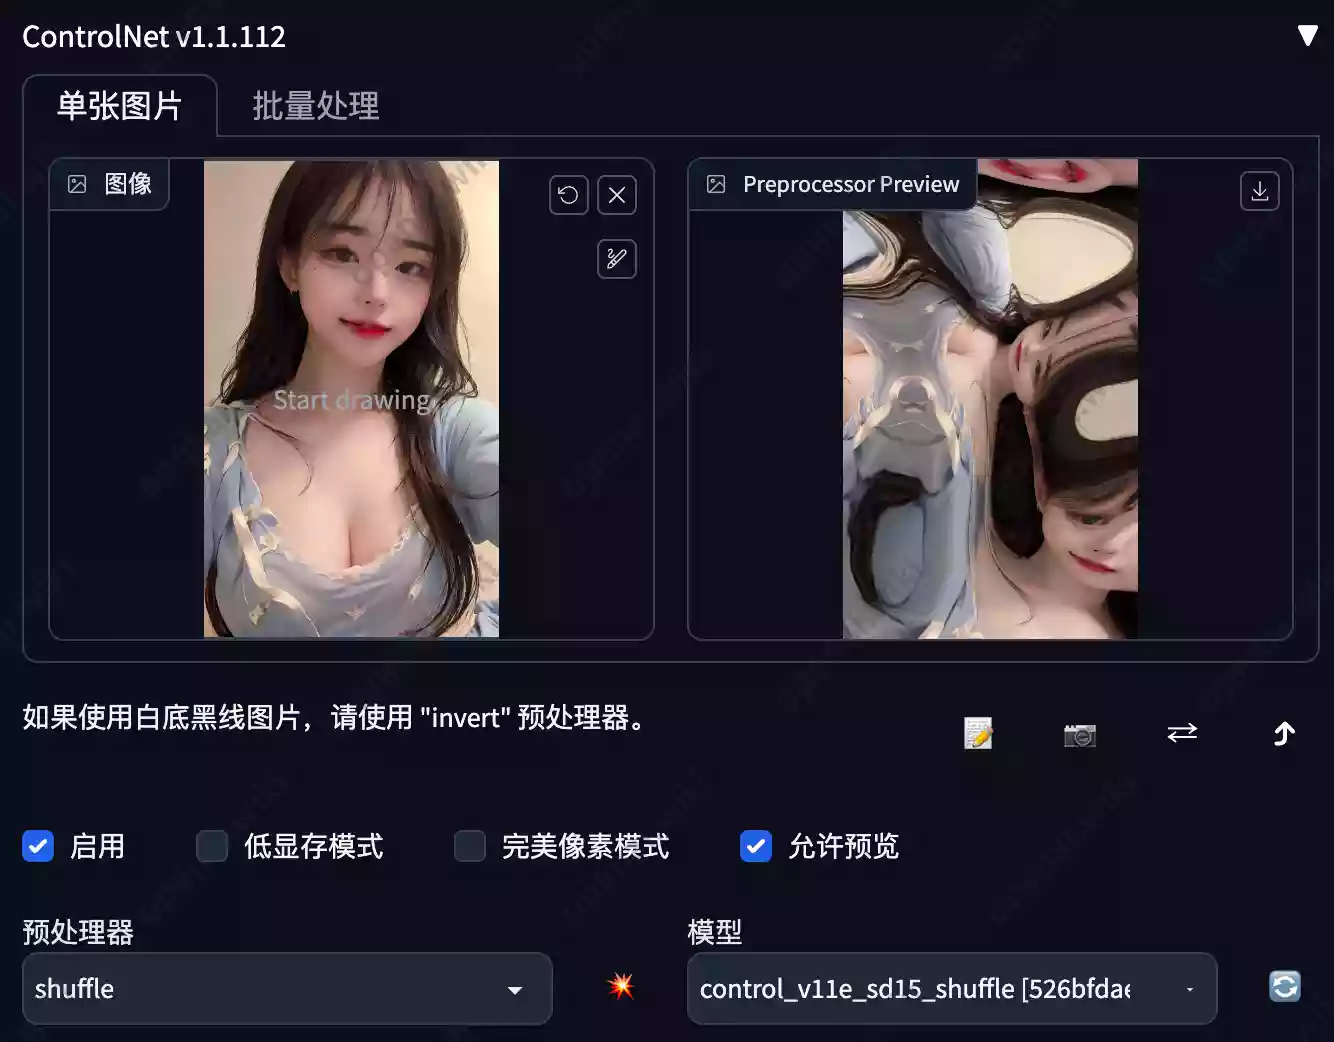 ControlNet v1.1.112
单张图片
批量处理
图像
Preprocessor Preview
Start drawing
如果使用白底黑线图片，请使用 "invert" 预处理器。
启用
低显存模式
完美像素模式
允许预览
预处理器
模型
shuffle
control_v11e_sd15_shuffle [526bfdae